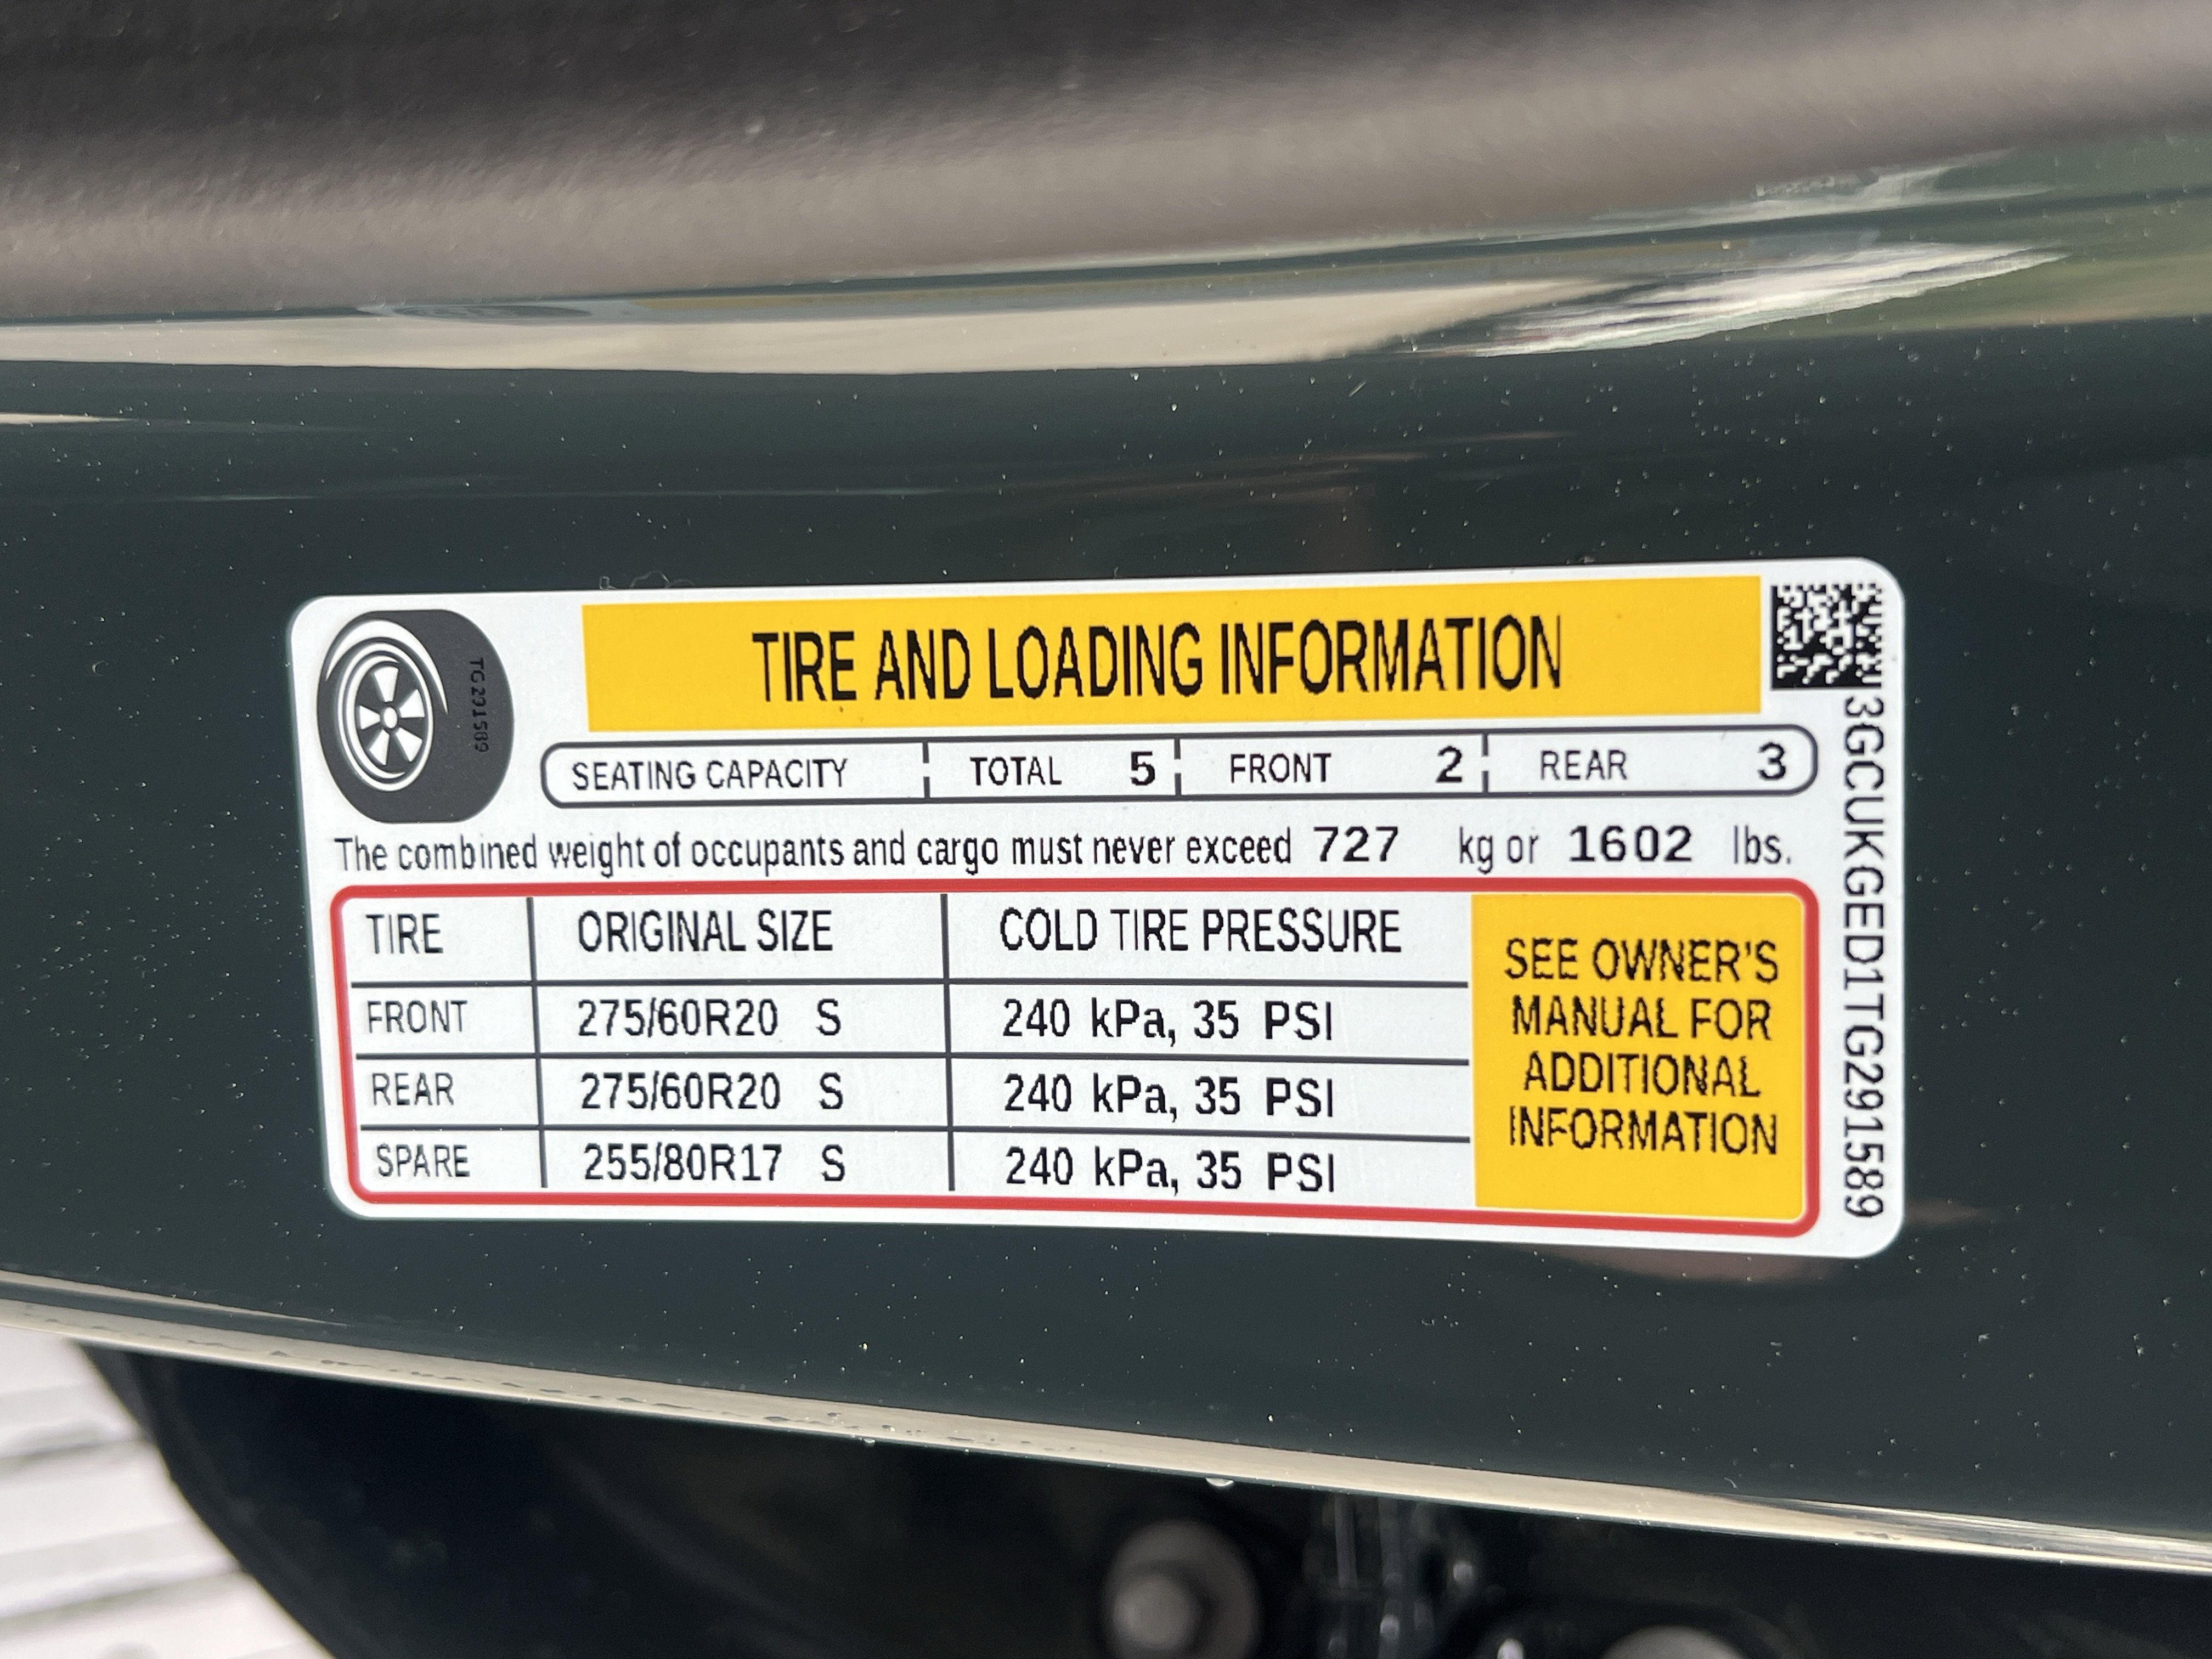 TIRE AND LOADING INFORMATION
TG291589
SEATING CAPACITY TOTAL 5 FRONT 2 REAR 3
The combined weight of occupants and cargo must never exceed 727 kg or 1602 lbs.
TIRE ORIGINAL SIZE COLD TIRE PRESSURE
FRONT 275/60R20 S 240 kPa, 35 PSI
REAR 275/60R20 S 240 kPa, 35 PSI
SPARE 255/80R17 S 240 kPa, 35 PSI
SEE OWNER'S
MANUAL FOR
ADDITIONAL
INFORMATION
3GCUKGED1TG291589